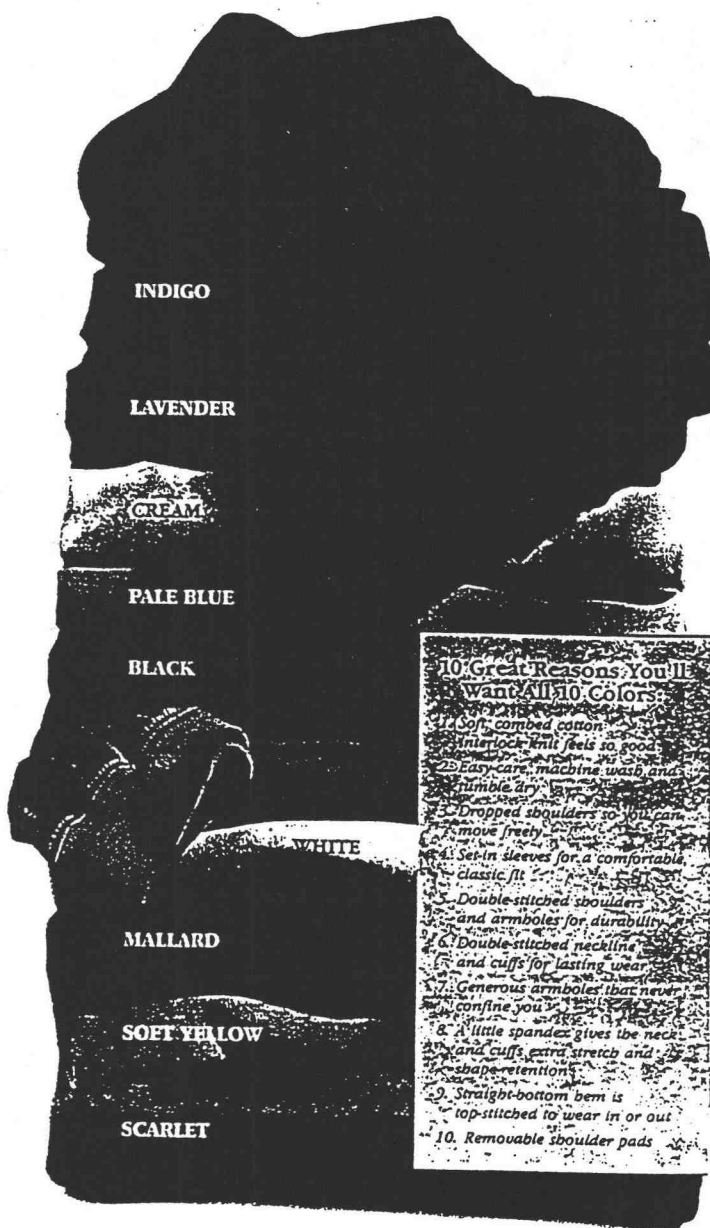 INDIGO
LAVENDER
CREAM
PALE BLUE
BLACK
WHITE
MALLARD
SOFT YELLOW
SCARLET
10 Great Reasons You'll
Want All 10 Colors:
1. Soft, combed cotton
interlock knit feels so good
2. Easy-care, machine wash and
tumble dry
3. Dropped shoulders so you can
move freely
4. Set-in sleeves for a comfortable,
classic fit
5. Double-stitched shoulders
and armholes for durability
6. Double-stitched neckline
and cuffs for lasting wear
7. Generous armholes that never
confine you
8. A little spandex gives the neck
and cuffs extra stretch and
shape retention
9. Straight-bottom hem is
top-stitched to wear in or out
10. Removable shoulder pads